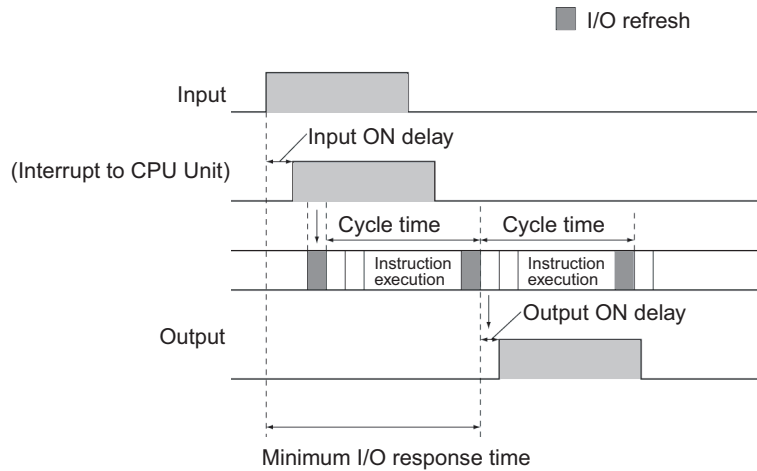 I/O refresh
Input
Input ON delay
(Interrupt to CPU Unit)
Cycle time
Cycle time
Instruction
execution
Instruction
execution
Output ON delay
Output
Minimum I/O response time